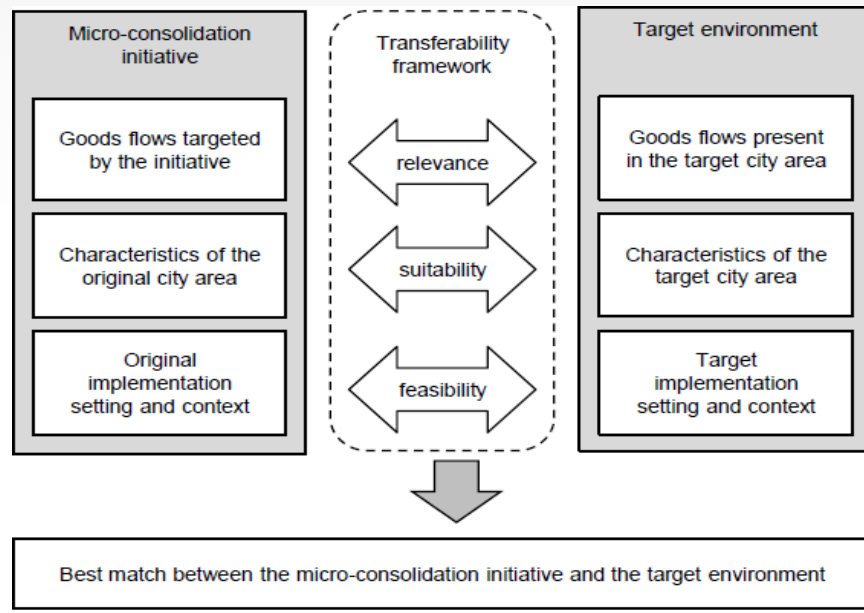 Micro-consolidation
initiative
Goods flows targeted
by the initiative
Characteristics of the
original city area
Original
implementation
setting and context
Transferability
framework
relevance
suitability
feasibility
Target environment
Goods flows present
in the target city area
Characteristics of the
target city area
Target
implementation
setting and context
Best match between the micro-consolidation initiative and the target environment